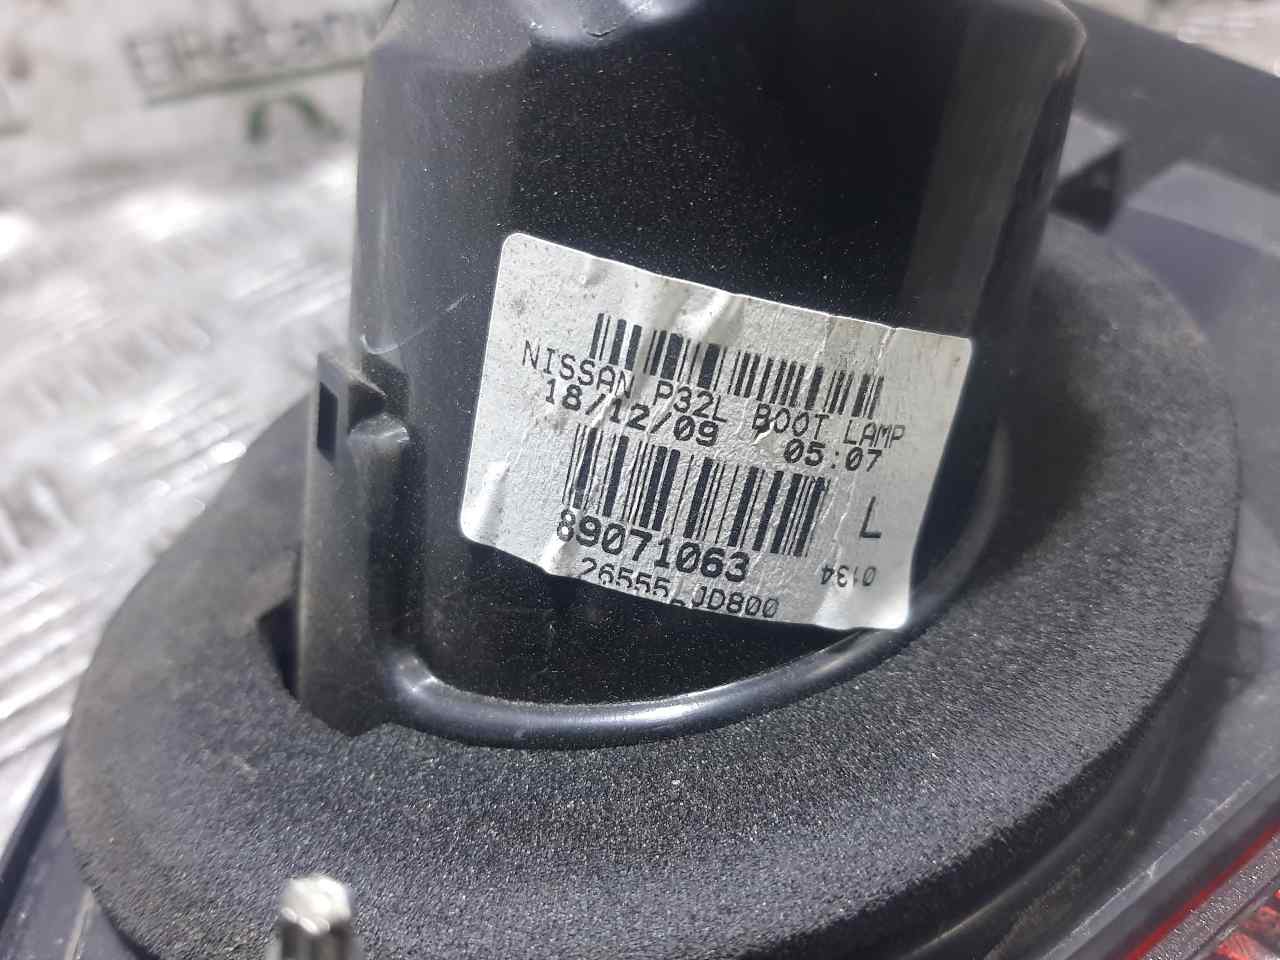 NISSAN P32L BOOT LAMP
18/12/09 05:07
L
89071063
0134
26555 JD800